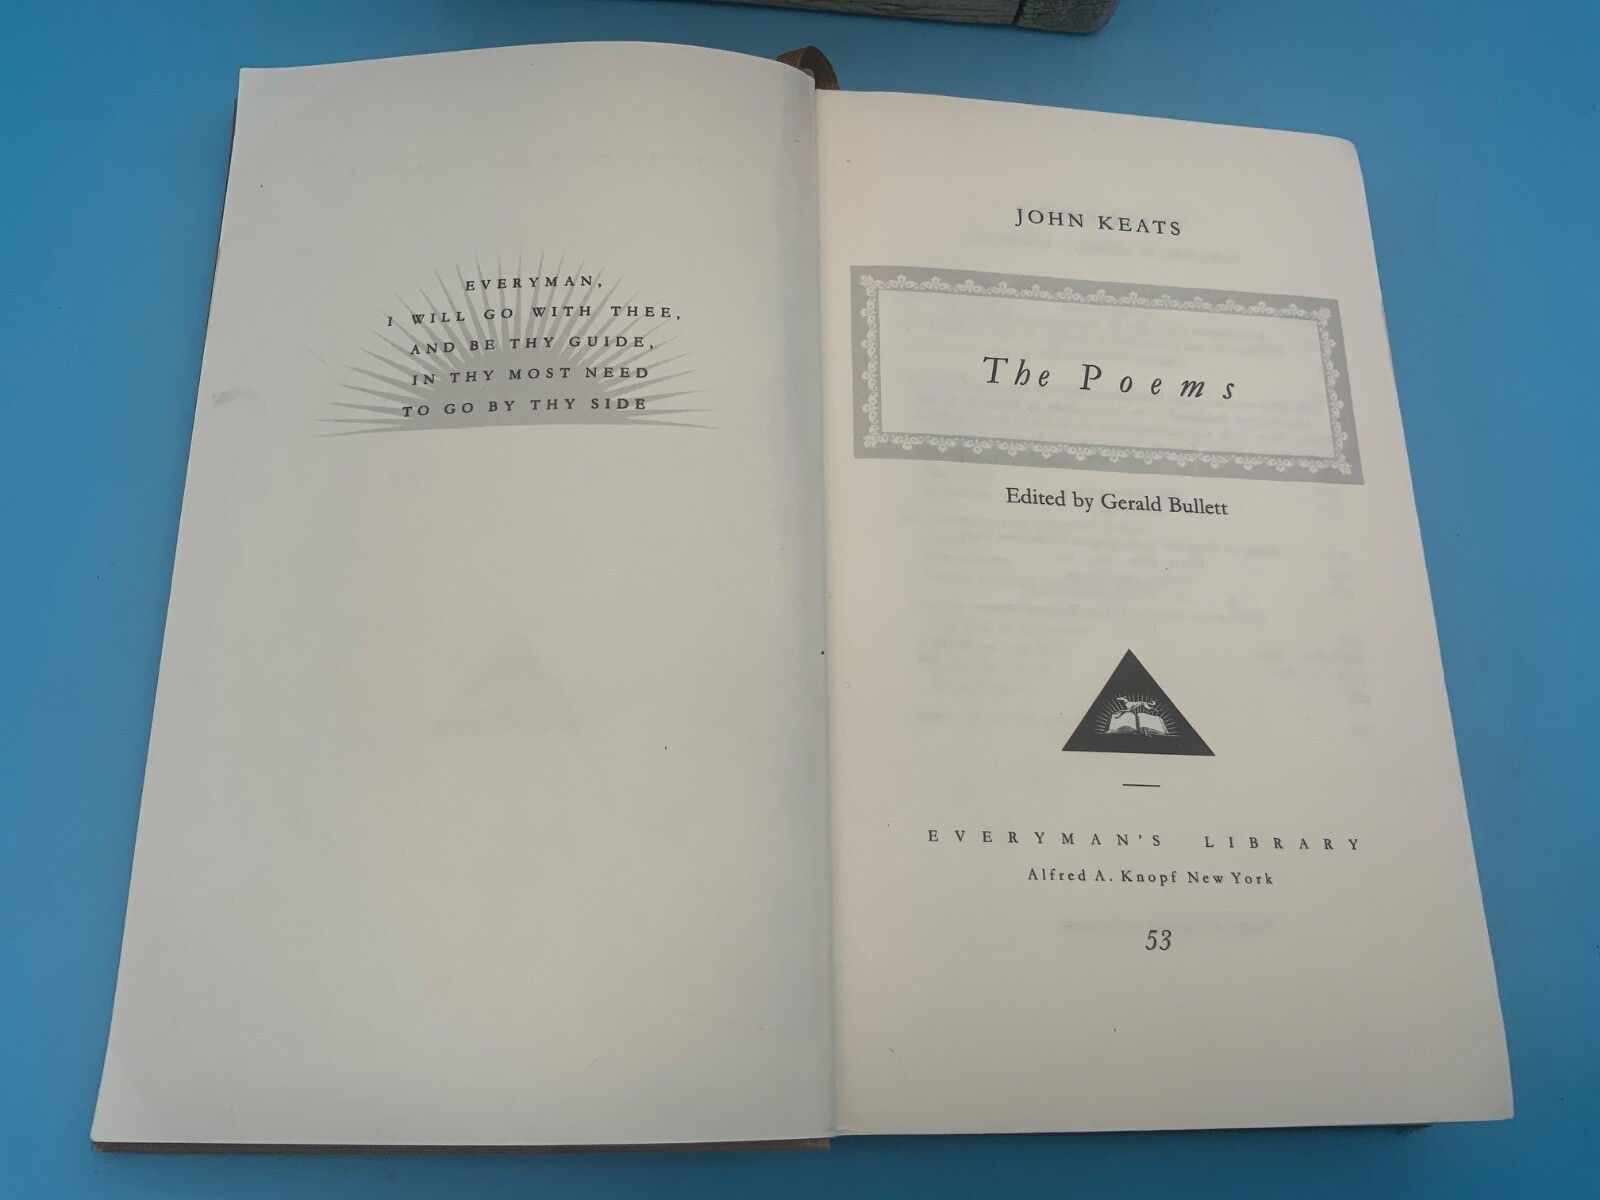 EVERYMAN,
I WILL GO WITH THEE,
AND BE THY GUIDE,
IN THY MOST NEED
TO GO BY THY SIDE
JOHN KEATS
The Poems
Edited by Gerald Bullett
EVERYMAN'S LIBRARY
Alfred A. Knopf New York
53